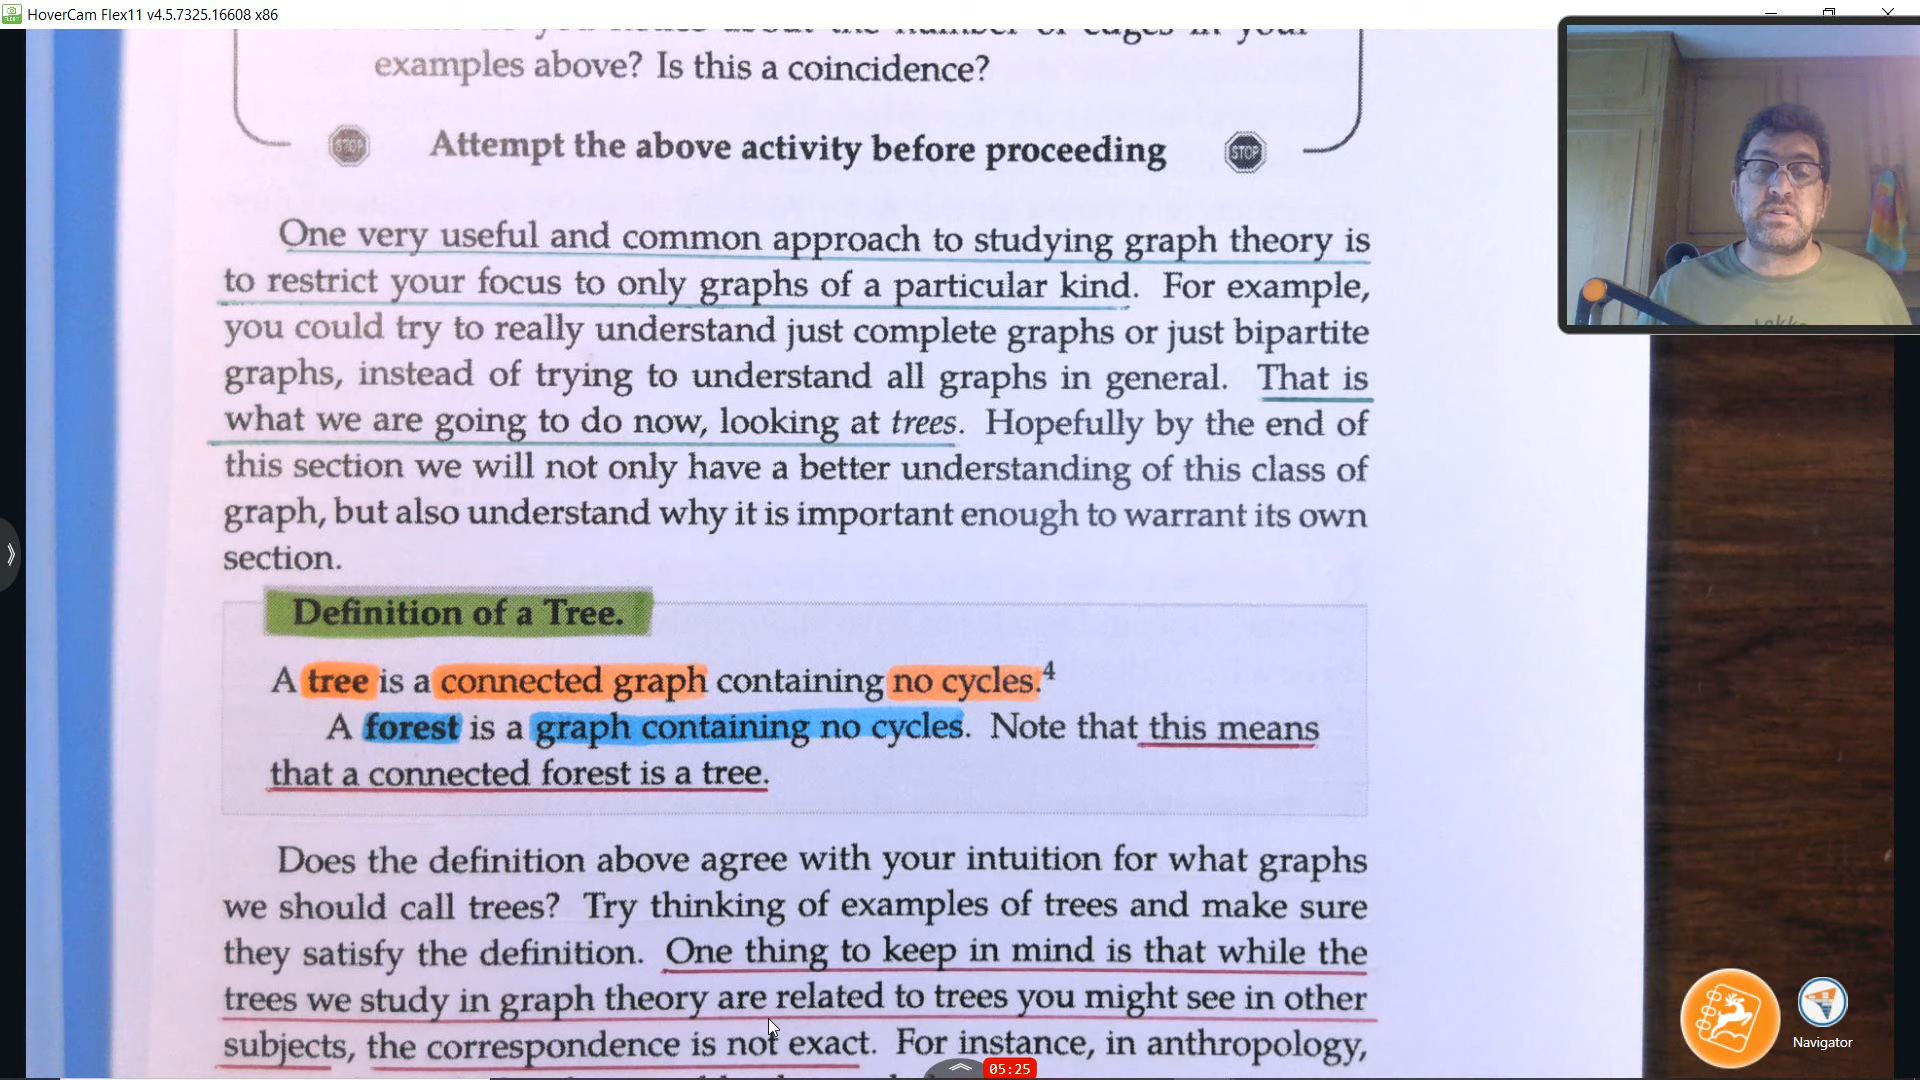 HoverCam Flex11 v4.5.7325.16608 x86
the number of edges in your
examples above? Is this a coincidence?
STOP Attempt the above activity before proceeding STOP
One very useful and common approach to studying graph theory is
to restrict your focus to only graphs of a particular kind. For example,
you could try to really understand just complete graphs or just bipartite
graphs, instead of trying to understand all graphs in general. That is
what we are going to do now, looking at trees. Hopefully by the end of
this section we will not only have a better understanding of this class of
graph, but also understand why it is important enough to warrant its own
section.
Definition of a Tree.
A tree is a connected graph containing no cycles.4
A forest is a graph containing no cycles. Note that this means
that a connected forest is a tree.
Does the definition above agree with your intuition for what graphs
we should call trees? Try thinking of examples of trees and make sure
they satisfy the definition. One thing to keep in mind is that while the
trees we study in graph theory are related to trees you might see in other
subjects, the correspondence is not exact. For instance, in anthropology,
05:25
Navigator